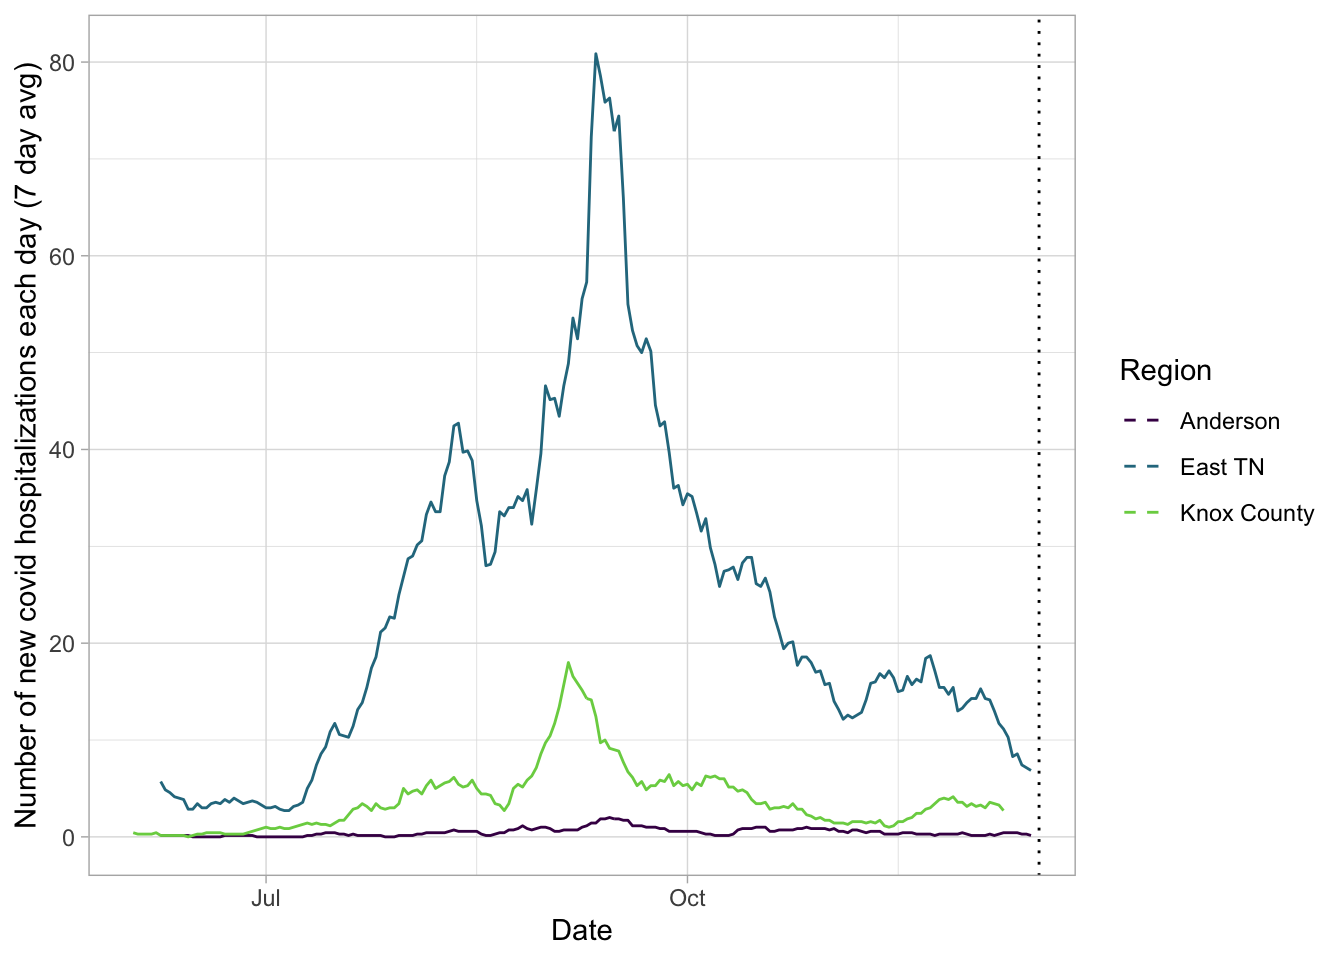 Number of new covid hospitalizations each day (7 day avg)
80
60
40
20
0
Jul
Oct
Date
Region
Anderson
East TN
Knox County